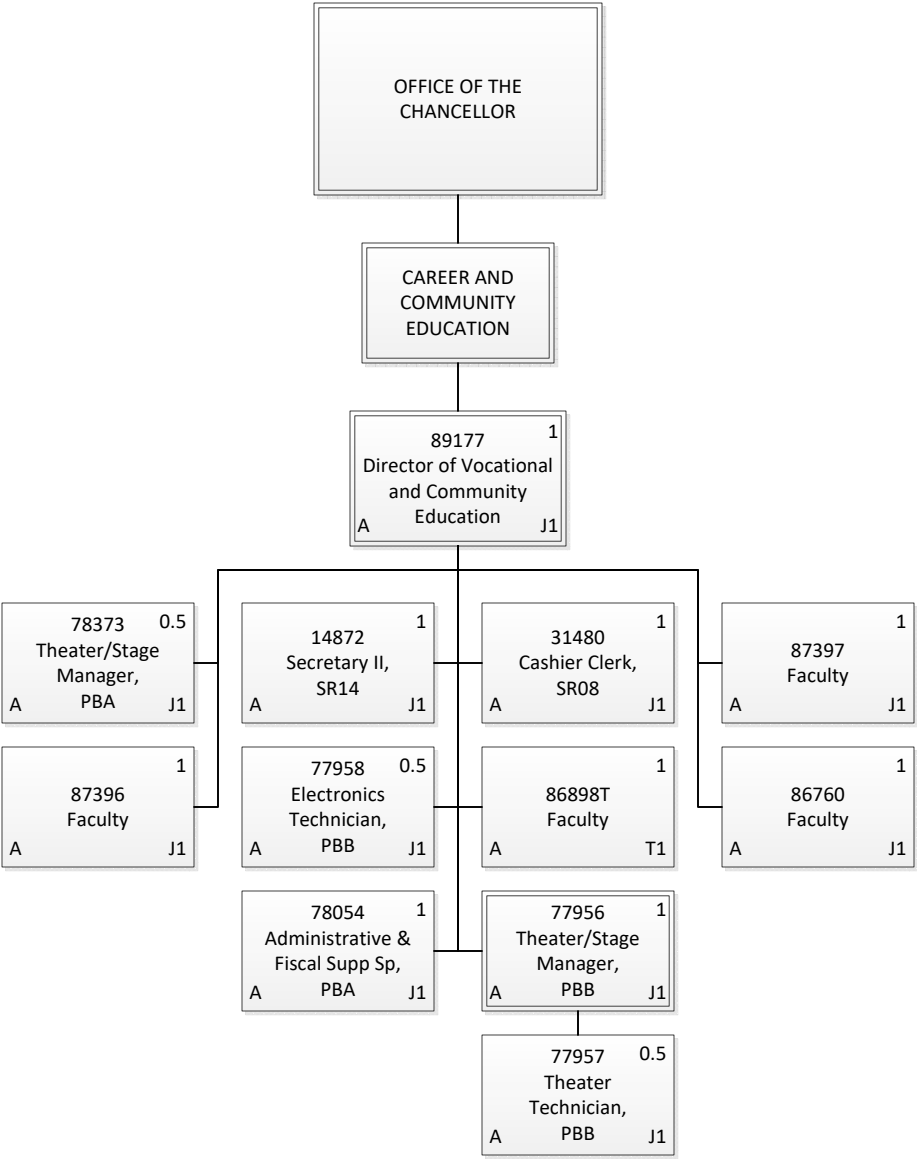 OFFICE OF THE
CHANCELLOR
CAREER AND
COMMUNITY
EDUCATION
1
89177
Director of Vocational
and Community
Education
A J1
78373 0.5
Theater/Stage
Manager,
PBA
A J1
1
14872
Secretary II,
SR14
A J1
1
31480
Cashier Clerk,
SR08
A J1
1
87397
Faculty
A J1
1
87396
Faculty
A J1
77958 0.5
Electronics
Technician,
PBB
A J1
1
86898T
Faculty
A T1
1
86760
Faculty
A J1
78054 1
Administrative &
Fiscal Supp Sp,
PBA
A J1
77956 1
Theater/Stage
Manager,
PBB
A J1
77957 0.5
Theater
Technician,
PBB
A J1